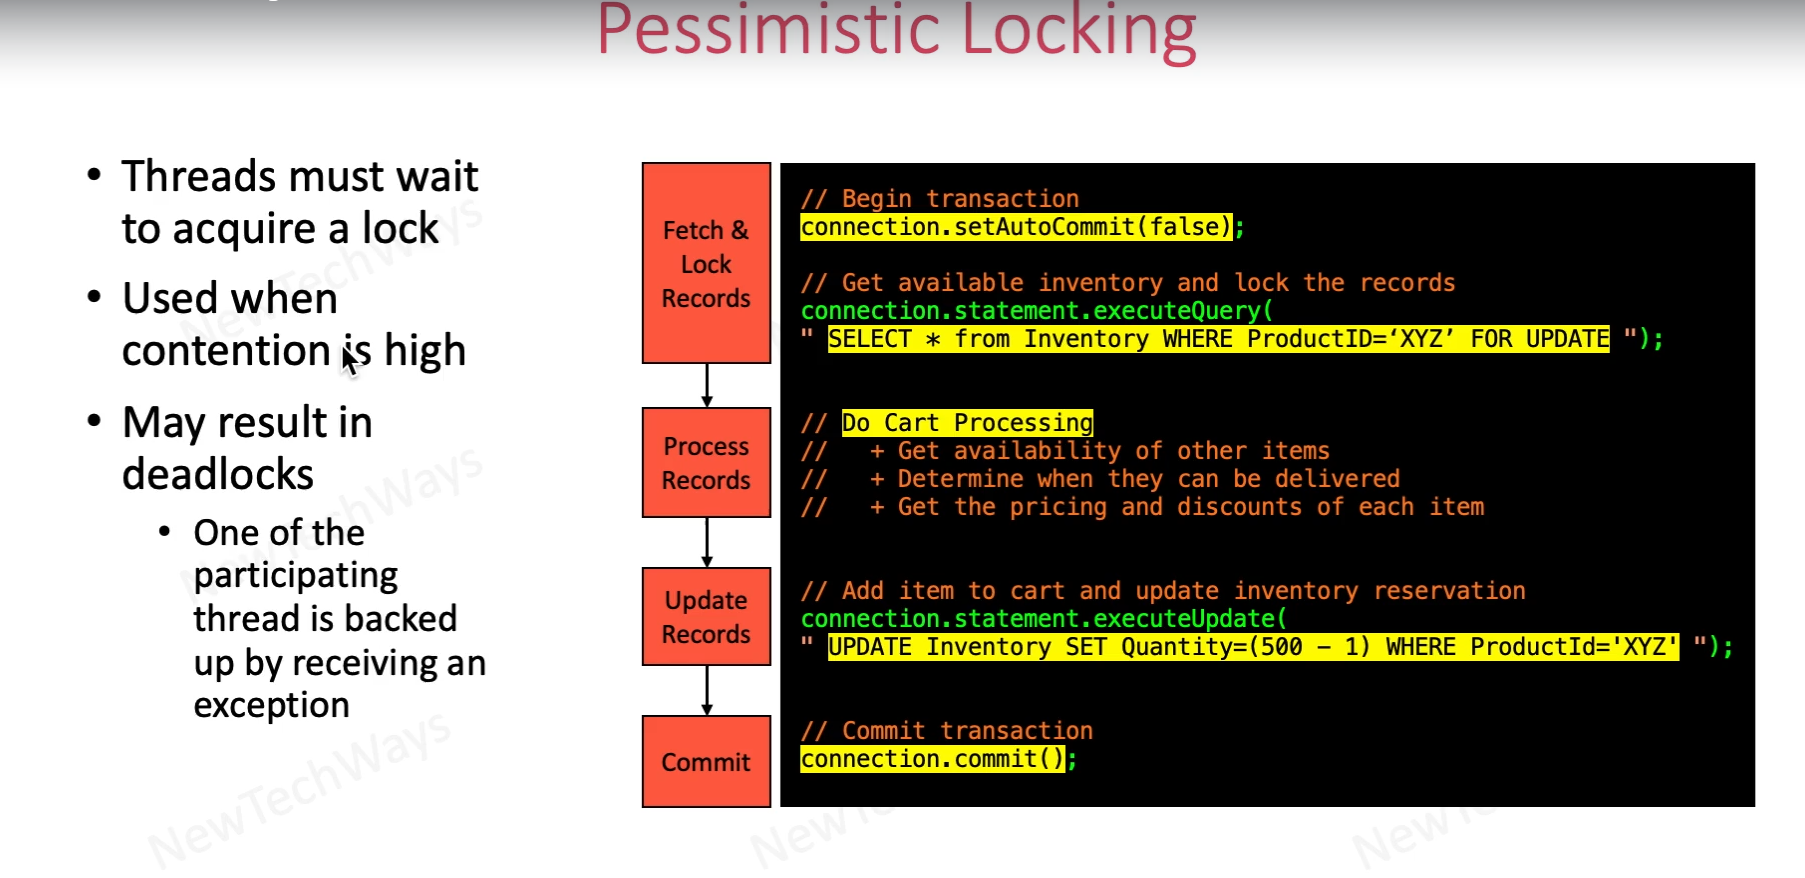 Pessimistic Locking
• Threads must wait
to acquire a lock
• Used when
contention is high
• May result in
deadlocks
• One of the
participating
thread is backed
up by receiving an
exception
Fetch &
Lock
Records
Process
Records
Update
Records
Commit
// Begin transaction
connection.setAutoCommit(false);
// Get available inventory and lock the records
connection.statement.executeQuery(
" SELECT * from Inventory WHERE ProductID=‘XYZ’ FOR UPDATE ");
// Do Cart Processing
// + Get availability of other items
// + Determine when they can be delivered
// + Get the pricing and discounts of each item
// Add item to cart and update inventory reservation
connection.statement.executeUpdate(
" UPDATE Inventory SET Quantity=(500 – 1) WHERE ProductId='XYZ' ");
// Commit transaction
connection.commit();
NewTechWays
NewTechWays
NewTechWays